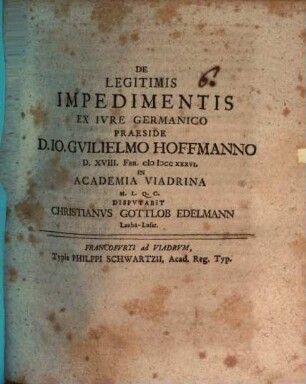 DE
LEGITIMIS
6.
IMPEDIMENTIS
EX IVRE GERMANICO
PRAESIDE
D. IO. GVILIELMO HOFFMANNO
D. XVIII. FEB. cIɔ Iɔcc XXXVI.
IN
ACADEMIA VIADRINA
H. L. Q. C.
DISPVTABIT
CHRISTIANVS GOTTLOB EDELMANN
Lauba-Lusat.
FRANCOFVRTI ad VIADRVM,
Typis PHILIPPI SCHWARTZII, Acad. Reg. Typ.